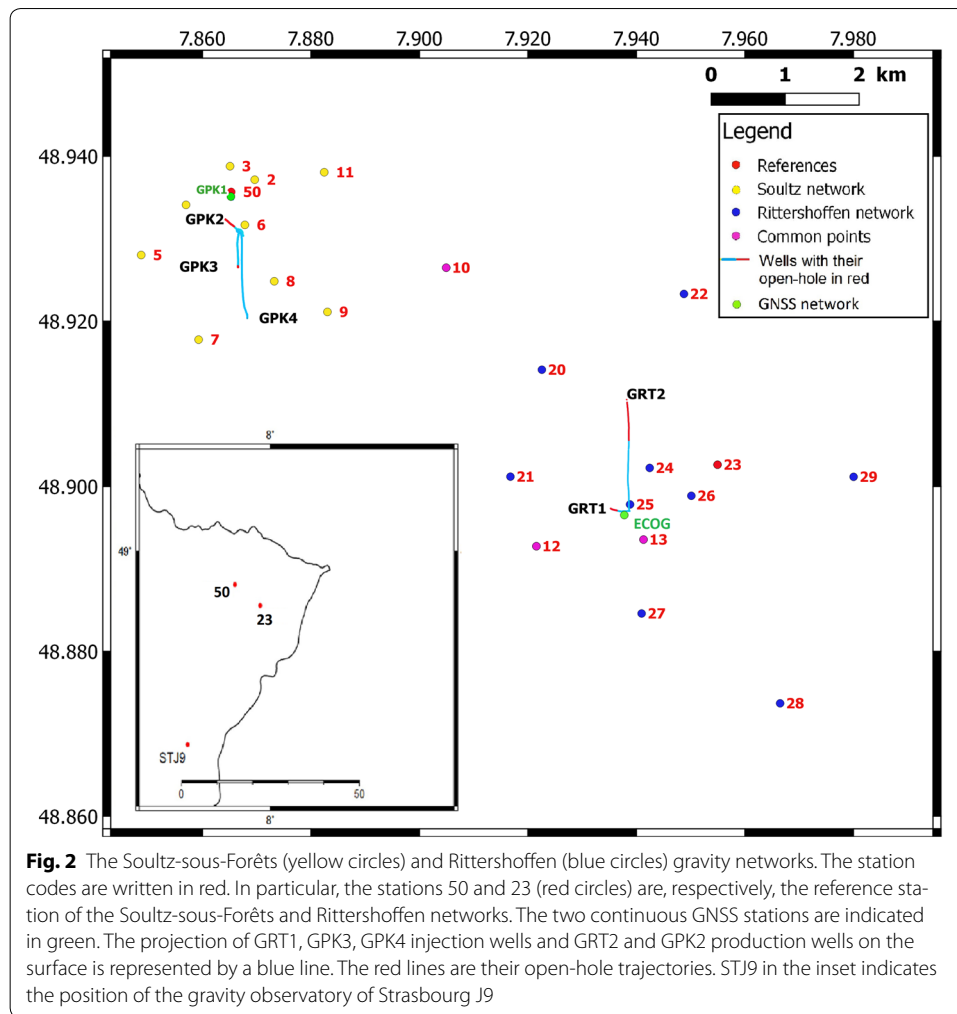 7.860 7.880 7.900 7.920 7.940 7.960 7.980
0 1 2 km
48.940
48.920
48.900
48.880
48.860
Legend
References
Soultz network
Rittershoffen network
Common points
Wells with their
open-hole in red
GNSS network
3
2
11
GPK1
50
GPK2
6
5
GPK3
8
10
22
GPK4
9
7
20
GRT2
21
24
23
29
26
25
GRT1
ECOG
12
13
27
28
8°
49°
50
23
STJ9
0 50
8°
Fig. 2 The Soultz-sous-Forêts (yellow circles) and Rittershoffen (blue circles) gravity networks. The station
codes are written in red. In particular, the stations 50 and 23 (red circles) are, respectively, the reference sta-
tion of the Soultz-sous-Forêts and Rittershoffen networks. The two continuous GNSS stations are indicated
in green. The projection of GRT1, GPK3, GPK4 injection wells and GRT2 and GPK2 production wells on the
surface is represented by a blue line. The red lines are their open-hole trajectories. STJ9 in the inset indicates
the position of the gravity observatory of Strasbourg J9